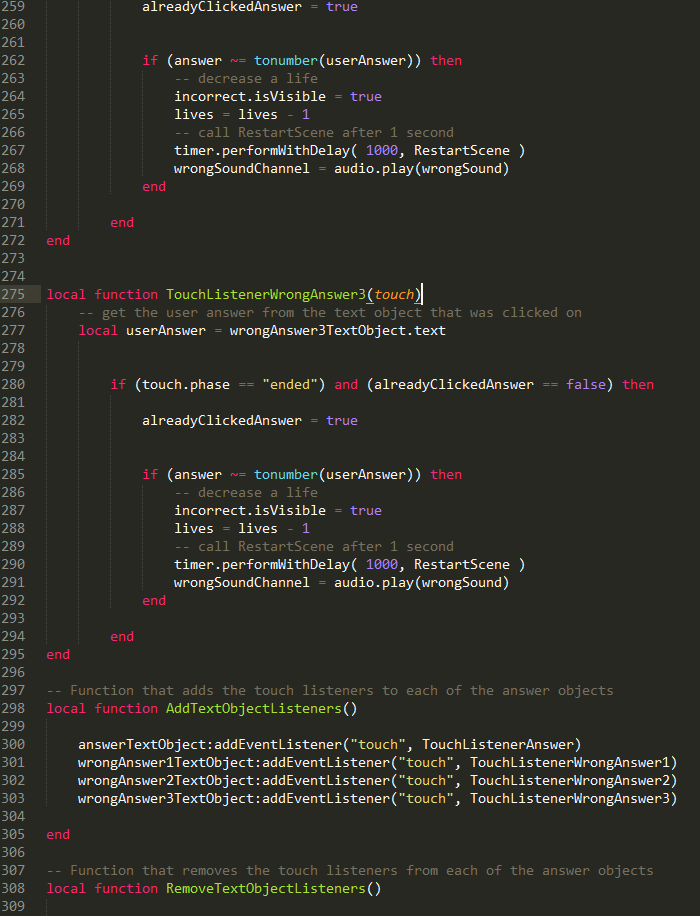 259 alreadyClickedAnswer = true
260
261
262 if (answer ~= tonumber(userAnswer)) then
263 -- decrease a life
264 incorrect.isVisible = true
265 lives = lives - 1
266 -- call RestartScene after 1 second
267 timer.performWithDelay( 1000, RestartScene )
268 wrongSoundChannel = audio.play(wrongSound)
269 end
270
271 end
272 end
273
274
275 local function TouchListenerWrongAnswer3(touch)
276 -- get the user answer from the text object that was clicked on
277 local userAnswer = wrongAnswer3TextObject.text
278
279
280 if (touch.phase == "ended") and (alreadyClickedAnswer == false) then
281
282 alreadyClickedAnswer = true
283
284
285 if (answer ~= tonumber(userAnswer)) then
286 -- decrease a life
287 incorrect.isVisible = true
288 lives = lives - 1
289 -- call RestartScene after 1 second
290 timer.performWithDelay( 1000, RestartScene )
291 wrongSoundChannel = audio.play(wrongSound)
292 end
293
294 end
295 end
296
297 -- Function that adds the touch listeners to each of the answer objects
298 local function AddTextObjectListeners()
299
300 answerTextObject:addEventListener("touch", TouchListenerAnswer)
301 wrongAnswer1TextObject:addEventListener("touch", TouchListenerWrongAnswer1)
302 wrongAnswer2TextObject:addEventListener("touch", TouchListenerWrongAnswer2)
303 wrongAnswer3TextObject:addEventListener("touch", TouchListenerWrongAnswer3)
304
305 end
306
307 -- Function that removes the touch listeners from each of the answer objects
308 local function RemoveTextObjectListeners()
309